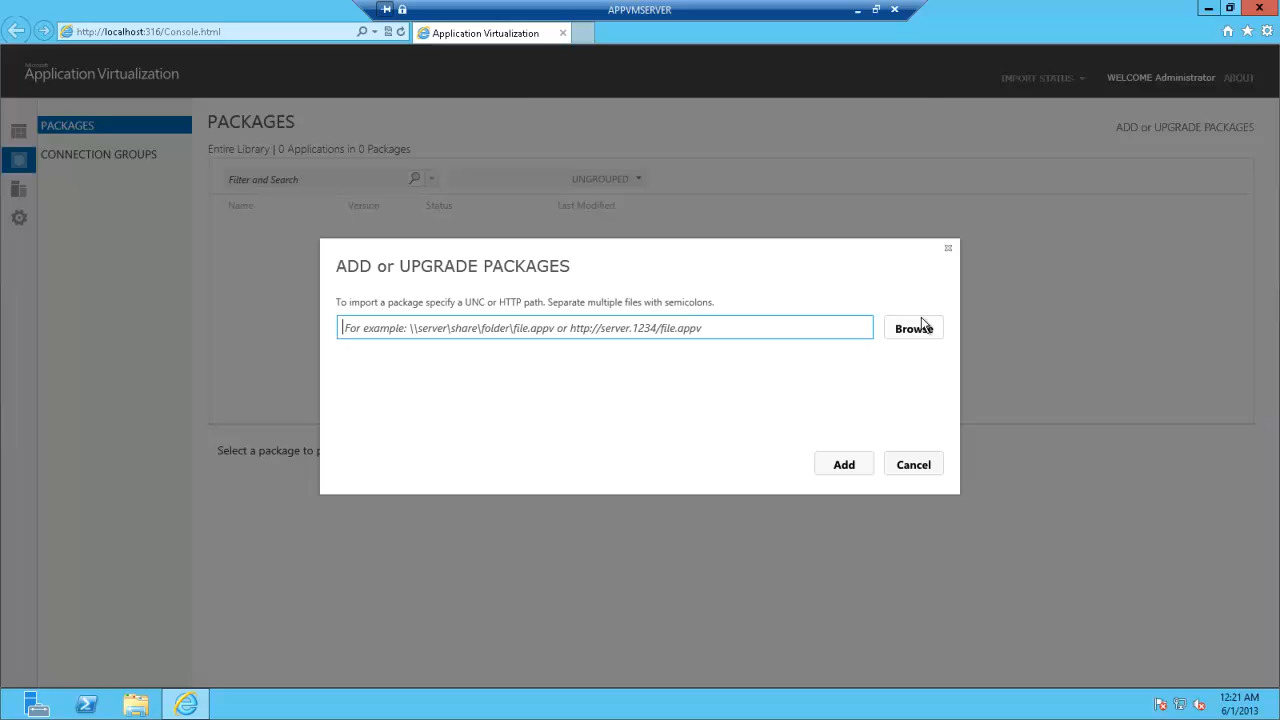 APPVMSERVER
http://localhost:316/Console.html
Application Virtualization
Microsoft
Application Virtualization
IMPORT STATUS
WELCOME Administrator
ABOUT
PACKAGES
CONNECTION GROUPS
PACKAGES
ADD or UPGRADE PACKAGES
Entire Library | 0 Applications in 0 Packages
Filter and Search
UNGROUPED
Name Version Status Last Modified
ADD or UPGRADE PACKAGES
To import a package specify a UNC or HTTP path. Separate multiple files with semicolons.
For example: \\server\share\folder\file.appv or http://server.1234/file.appv
Browse
Select a package to p
Add
Cancel
12:21 AM
6/1/2013